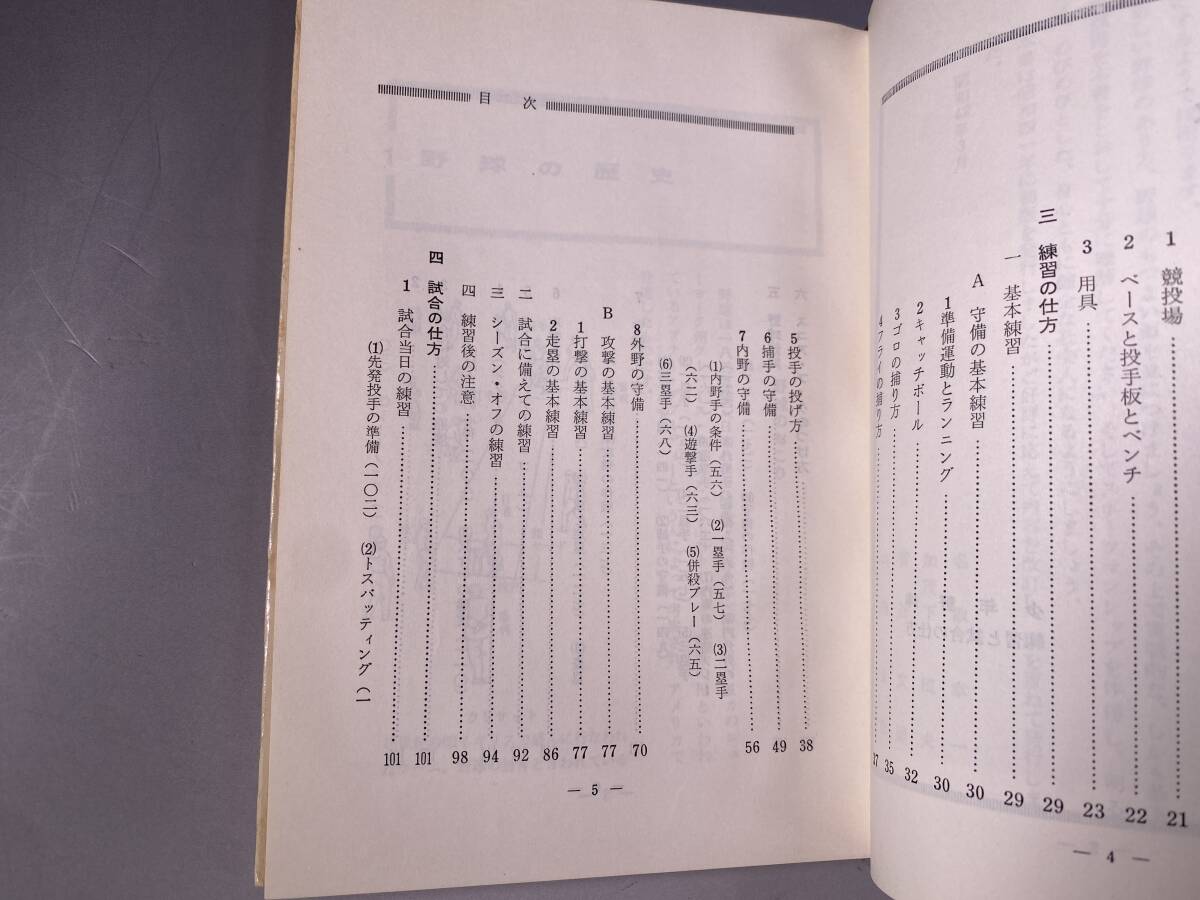 1 競技場……21
2 ベースと投手板とベンチ……22
3 用具……23
三 練習の仕方……29
一 基本練習……29
A 守備の基本練習……30
1準備運動とランニング……30
2キャッチボール……32
3ゴロの捕り方……35
4フライの捕り方……37
— 4 —
目次
5投手の投げ方……38
6捕手の守備……49
7内野の守備……56
⑴内野手の条件(五六) ⑵一塁手(五七) ⑶二塁手
(六二) ⑷遊撃手(六三) ⑸併殺プレー(六五)
⑹三塁手(六八)
8外野の守備……70
B 攻撃の基本練習……77
1打撃の基本練習……77
2走塁の基本練習……86
二 試合に備えての練習……92
三 シーズン・オフの練習……94
四 練習後の注意……98
四 試合の仕方……101
1 試合当日の練習……101
⑴先発投手の準備(一〇二) ⑵トスバッティング(一
— 5 —